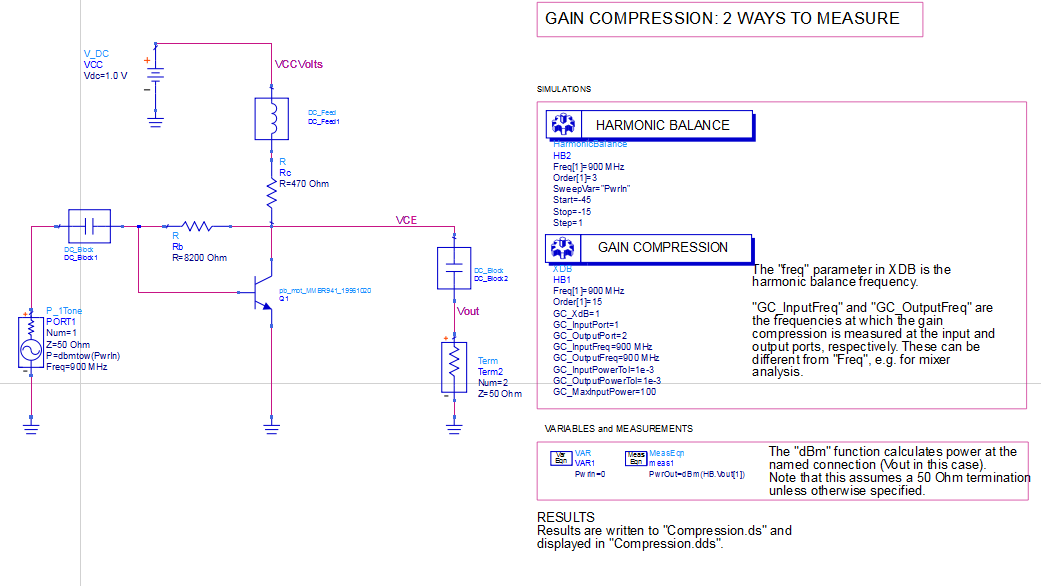 GAIN COMPRESSION: 2 WAYS TO MEASURE
V_DC
VCC
Vdc=1.0 V
VCCVolts
DC_Feed
DC_Feed1
R
Rc
R=470 Ohm
VCE
DC_Block
DC_Block1
R
Rb
R=8200 Ohm
pb_mot_MMBR941_19961020
Q1
DC_Block
DC_Block2
Vout
P_1Tone
PORT1
Num=1
Z=50 Ohm
P=dbmtow(PwrIn)
Freq=900 MHz
Term
Term2
Num=2
Z=50 Ohm
SIMULATIONS
HARMONIC BALANCE
HarmonicBalance
HB2
Freq[1]=900 MHz
Order[1]=3
SweepVar="PwrIn"
Start=-45
Stop=-15
Step=1
GAIN COMPRESSION
XDB
HB1
Freq[1]=900 MHz
Order[1]=15
GC_XdB=1
GC_InputPort=1
GC_OutputPort=2
GC_InputFreq=900 MHz
GC_OutputFreq=900 MHz
GC_InputPowerTol=1e-3
GC_OutputPowerTol=1e-3
GC_MaxInputPower=100
The "freq" parameter in XDB is the
harmonic balance frequency.
"GC_InputFreq" and "GC_OutputFreq" are
the frequencies at which the gain
compression is measured at the input and
output ports, respectively. These can be
different from "Freq", e.g. for mixer
analysis.
VARIABLES and MEASUREMENTS
Var
Eqn
VAR
VAR1
PwrIn=0
Meas
Eqn
MeasEqn
meas1
PwrOut=dBm(HB.Vout[1])
The "dBm" function calculates power at the
named connection (Vout in this case).
Note that this assumes a 50 Ohm termination
unless otherwise specified.
RESULTS
Results are written to "Compression.ds" and
displayed in "Compression.dds".